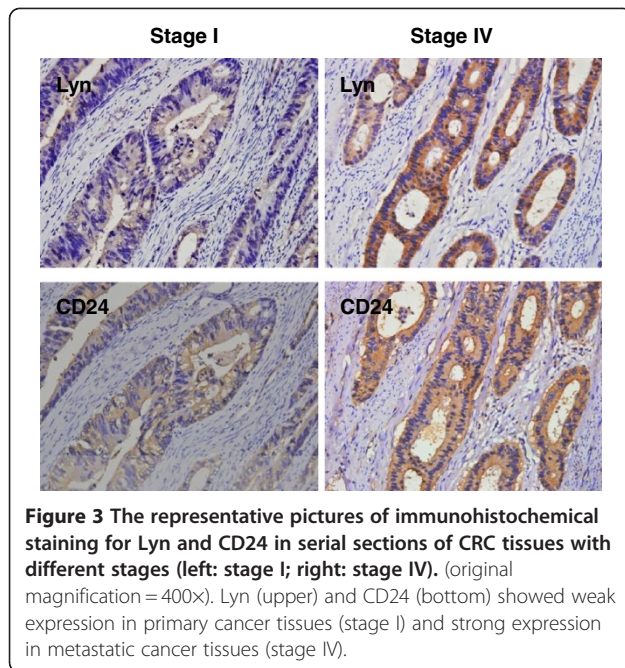 Stage I Stage IV
Lyn Lyn
CD24 CD24
Figure 3 The representative pictures of immunohistochemical
staining for Lyn and CD24 in serial sections of CRC tissues with
different stages (left: stage I; right: stage IV). (original
magnification = 400×). Lyn (upper) and CD24 (bottom) showed weak
expression in primary cancer tissues (stage I) and strong expression
in metastatic cancer tissues (stage IV).